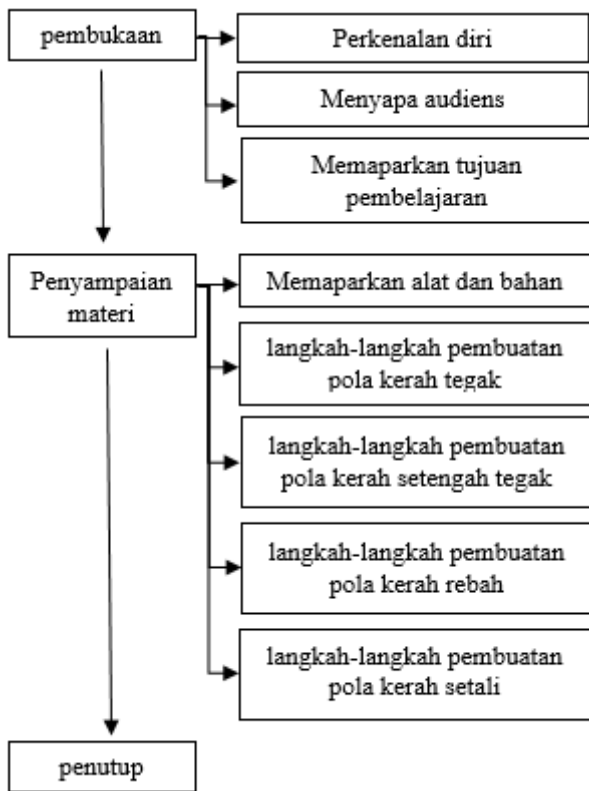 pembukaan
Perkenalan diri
Menyapa audiens
Memaparkan tujuan
pembelajaran
Penyampaian
materi
Memaparkan alat dan bahan
langkah-langkah pembuatan
pola kerah tegak
langkah-langkah pembuatan
pola kerah setengah tegak
langkah-langkah pembuatan
pola kerah rebah
langkah-langkah pembuatan
pola kerah setali
penutup